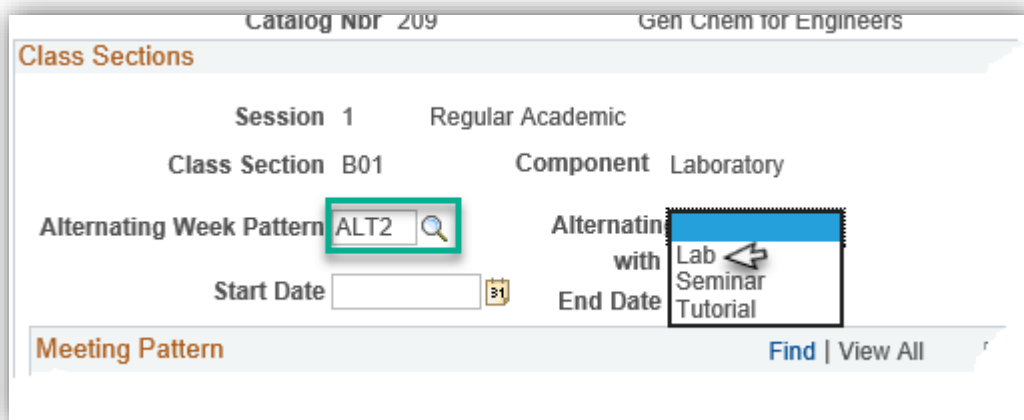 Catalog Nbr 209 Gen Chem for Engineers
Class Sections
Session 1 Regular Academic
Class Section B01 Component Laboratory
Alternating Week Pattern ALT2 Alternatin
with Lab
Seminar
Start Date 31 End Date Tutorial
Meeting Pattern Find | View All